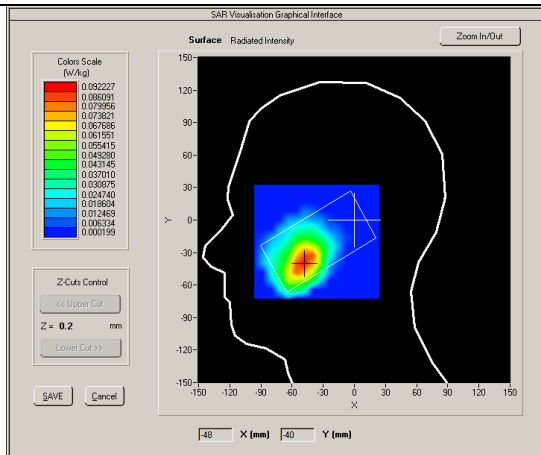 SAR Visualisation Graphical Interface
Surface Radiated Intensity
Zoom In/Out
Colors Scale
(W/kg)
0.092227
0.086091
0.079956
0.073821
0.067686
0.061551
0.055415
0.049280
0.043145
0.037010
0.030875
0.024740
0.018604
0.012469
0.006334
0.000199
Z-Cuts Control
<< Upper Cut
Z = 0.2 mm
Lower Cut >>
SAVE Cancel
150-
120-
90-
60-
30-
0-
-30-
-60-
-90-
-120-
-150-
Y
-150 -120 -90 -60 -30 0 30 60 90 120 150
X
-48 X (mm) -40 Y (mm)